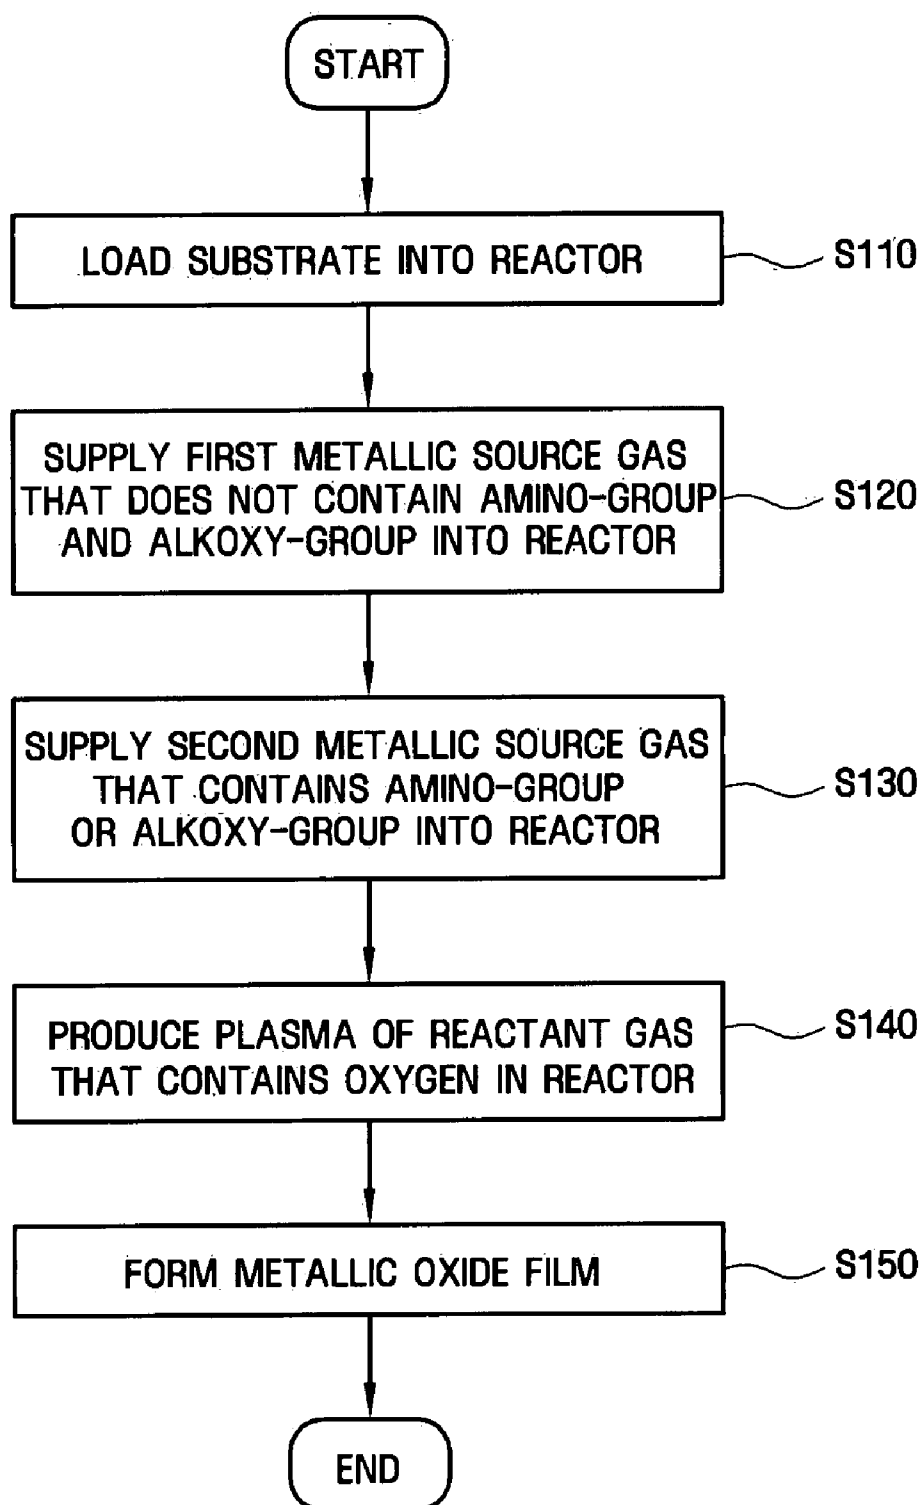 START
LOAD SUBSTRATE INTO REACTOR
S110
SUPPLY FIRST METALLIC SOURCE GAS
THAT DOES NOT CONTAIN AMINO-GROUP
AND ALKOXY-GROUP INTO REACTOR
S120
SUPPLY SECOND METALLIC SOURCE GAS
THAT CONTAINS AMINO-GROUP
OR ALKOXY-GROUP INTO REACTOR
S130
PRODUCE PLASMA OF REACTANT GAS
THAT CONTAINS OXYGEN IN REACTOR
S140
FORM METALLIC OXIDE FILM
S150
END